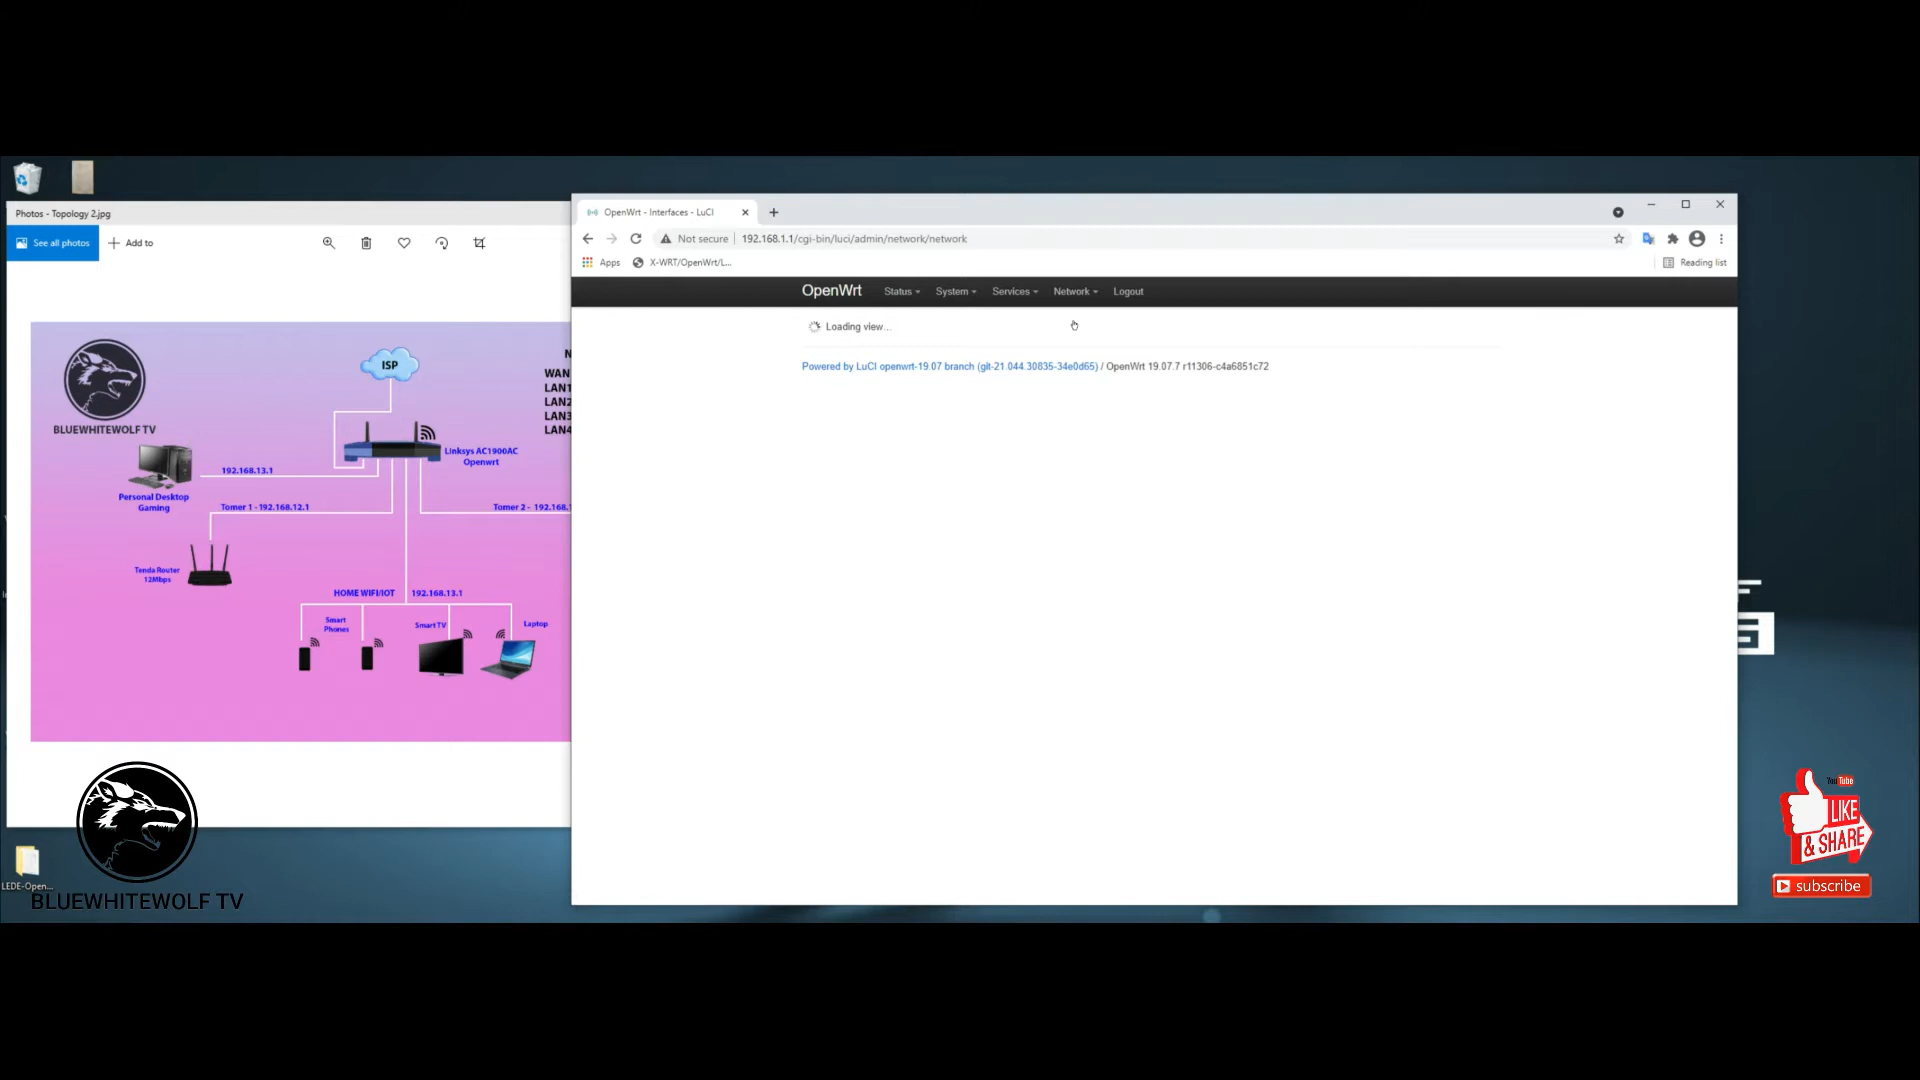 Photos - Topology 2.jpg
See all photos
Add to
BLUEWHITEWOLF TV
ISP
WAN
LAN1
LAN2
LAN3
LAN4
Linksys AC1900AC
Openwrt
192.168.13.1
Personal Desktop
Gaming
Tomer 1 - 192.168.12.1
Tomer 2 - 192.168.
Tenda Router
12Mbps
HOME WIFI/IOT
192.168.13.1
Smart
Phones
Smart TV
Laptop
LEDE-Open...
BLUEWHITEWOLF TV
OpenWrt - Interfaces - LuCI
Not secure
192.168.1.1/cgi-bin/luci/admin/network/network
Apps
X-WRT/OpenWrt/L...
Reading list
OpenWrt
Status
System
Services
Network
Logout
Loading view...
Powered by LuCI openwrt-19.07 branch (git-21.044.30835-34e0d65) / OpenWrt 19.07.7 r11306-c4a6851c72
YouTube
LIKE
& SHARE
subscribe